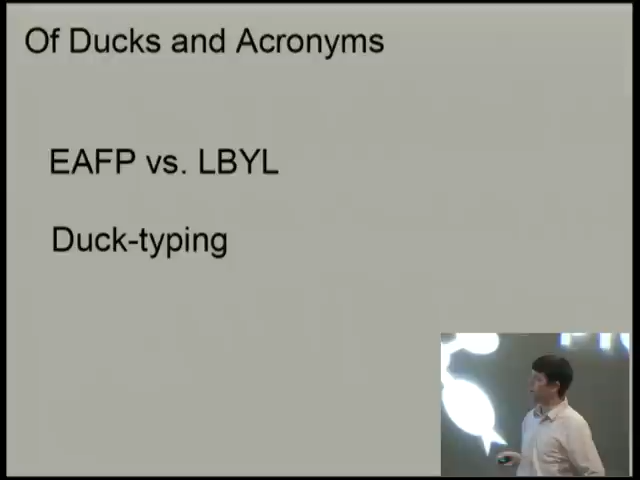 Of Ducks and Acronyms
EAFP vs. LBYL
Duck-typing